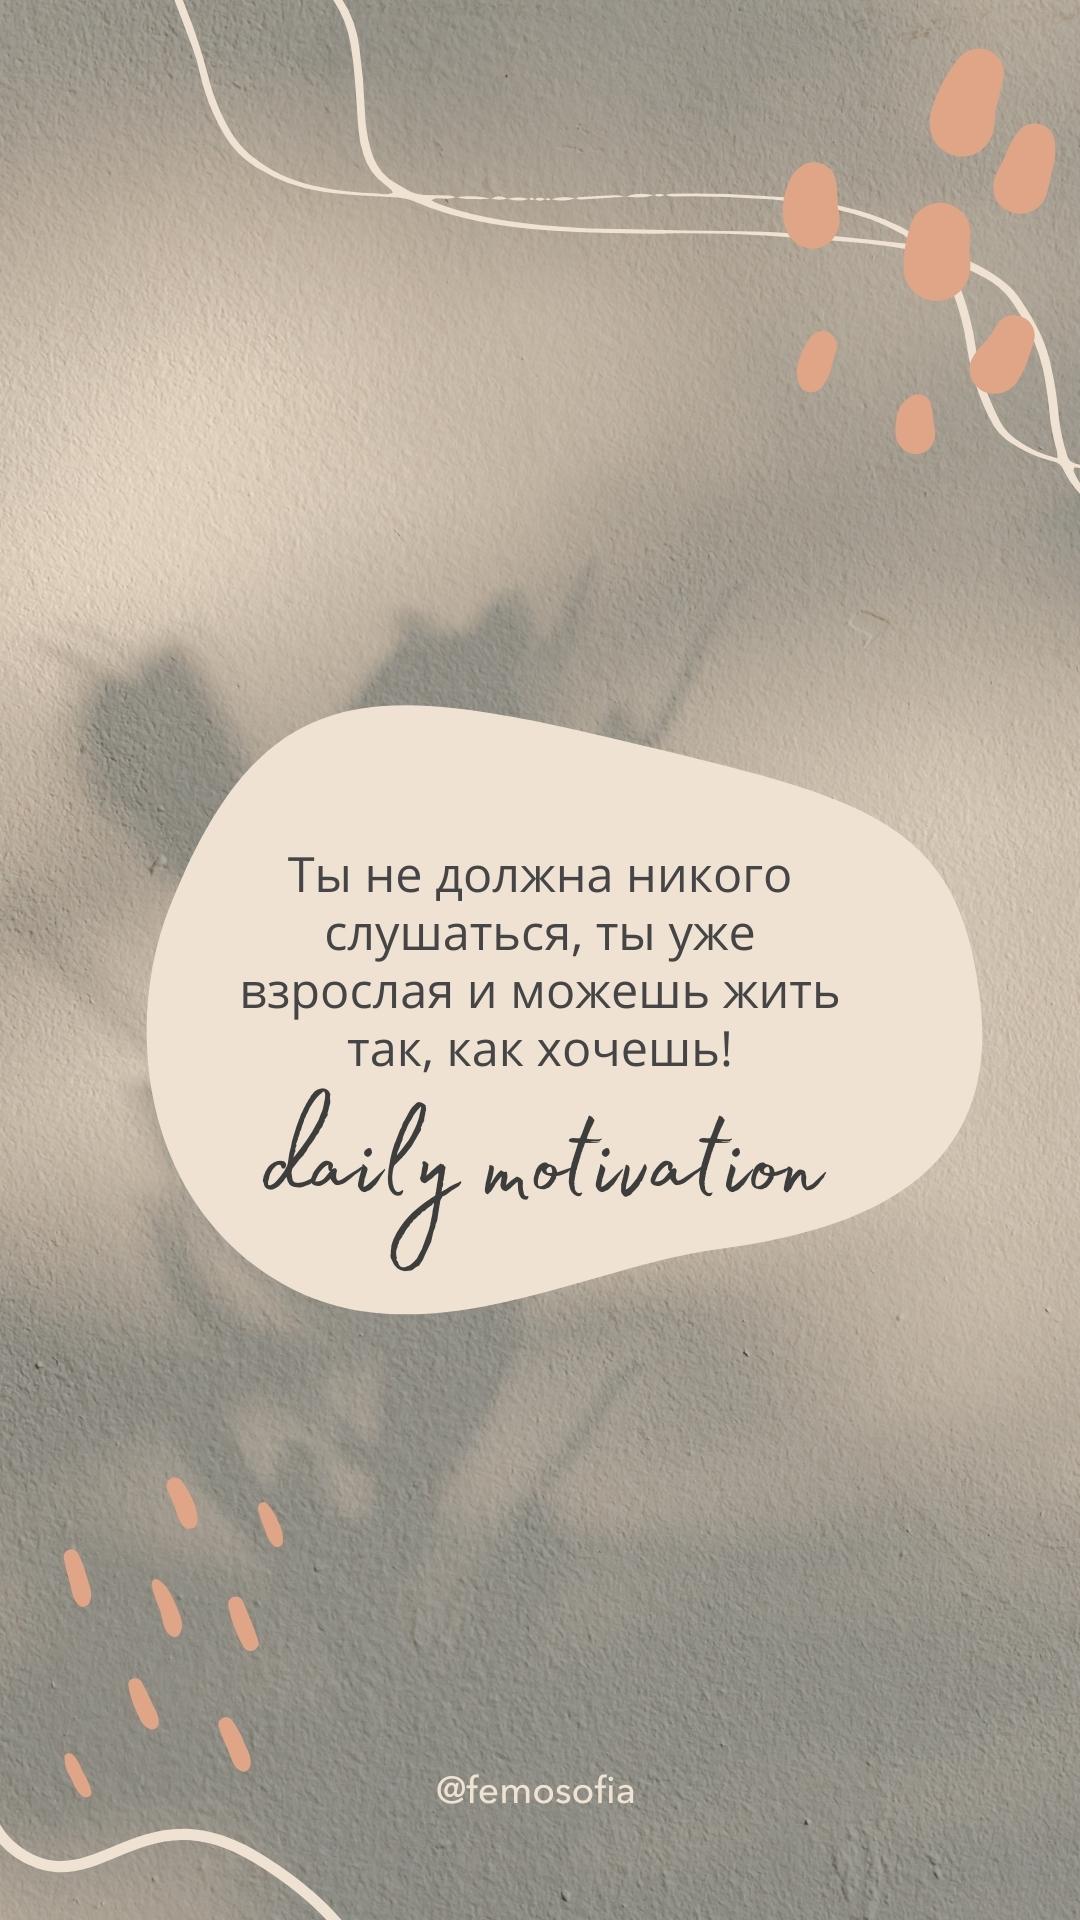 Ты не должна никого
слушаться, ты уже
взрослая и можешь жить
так, как хочешь!
daily motivation
@femosofia